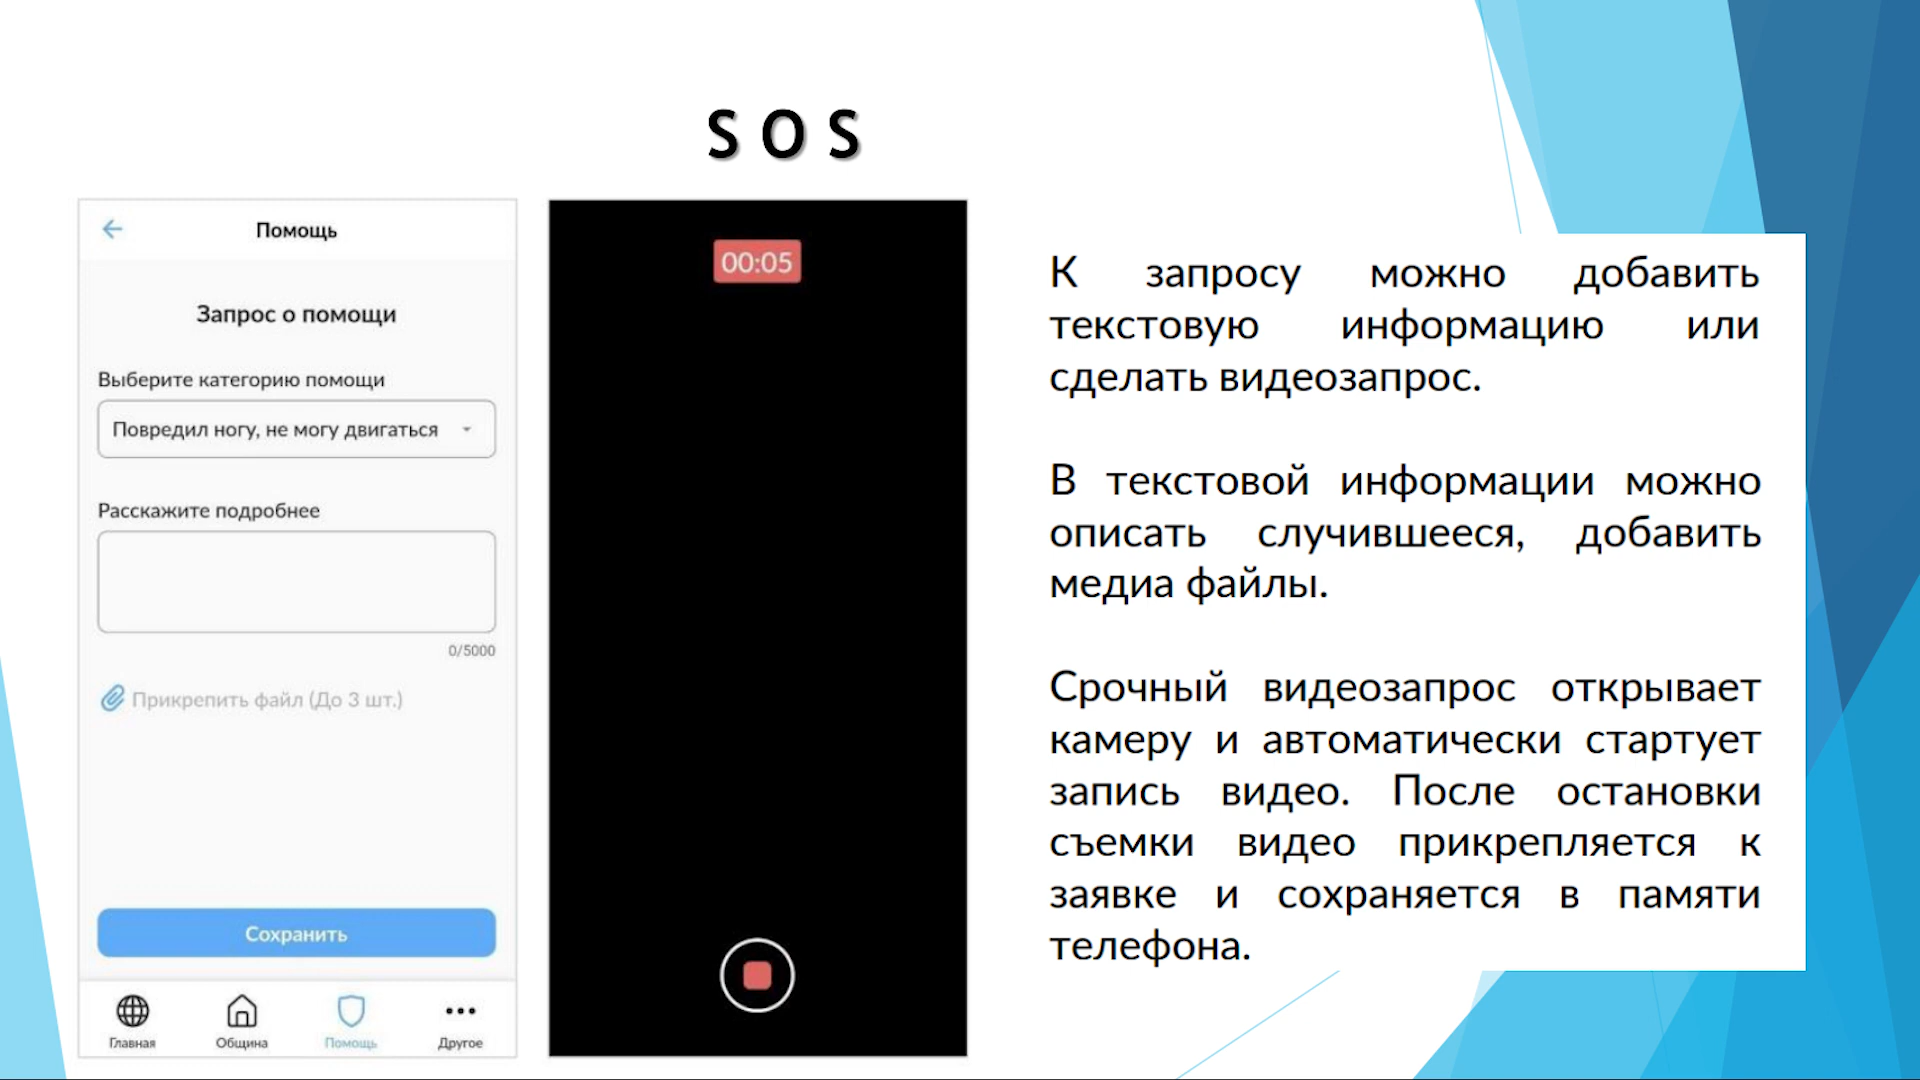 S O S
Помощь
Запрос о помощи
Выберите категорию помощи
Повредил ногу, не могу двигаться
Расскажите подробнее
0/5000
Прикрепить файл (До 3 шт.)
Сохранить
Главная
Община
Помощь
Другое
00:05
К запросу можно добавить
текстовую информацию или
сделать видеозапрос.
В текстовой информации можно
описать случившееся, добавить
медиа файлы.
Срочный видеозапрос открывает
камеру и автоматически стартует
запись видео. После остановки
съемки видео прикрепляется к
заявке и сохраняется в памяти
телефона.